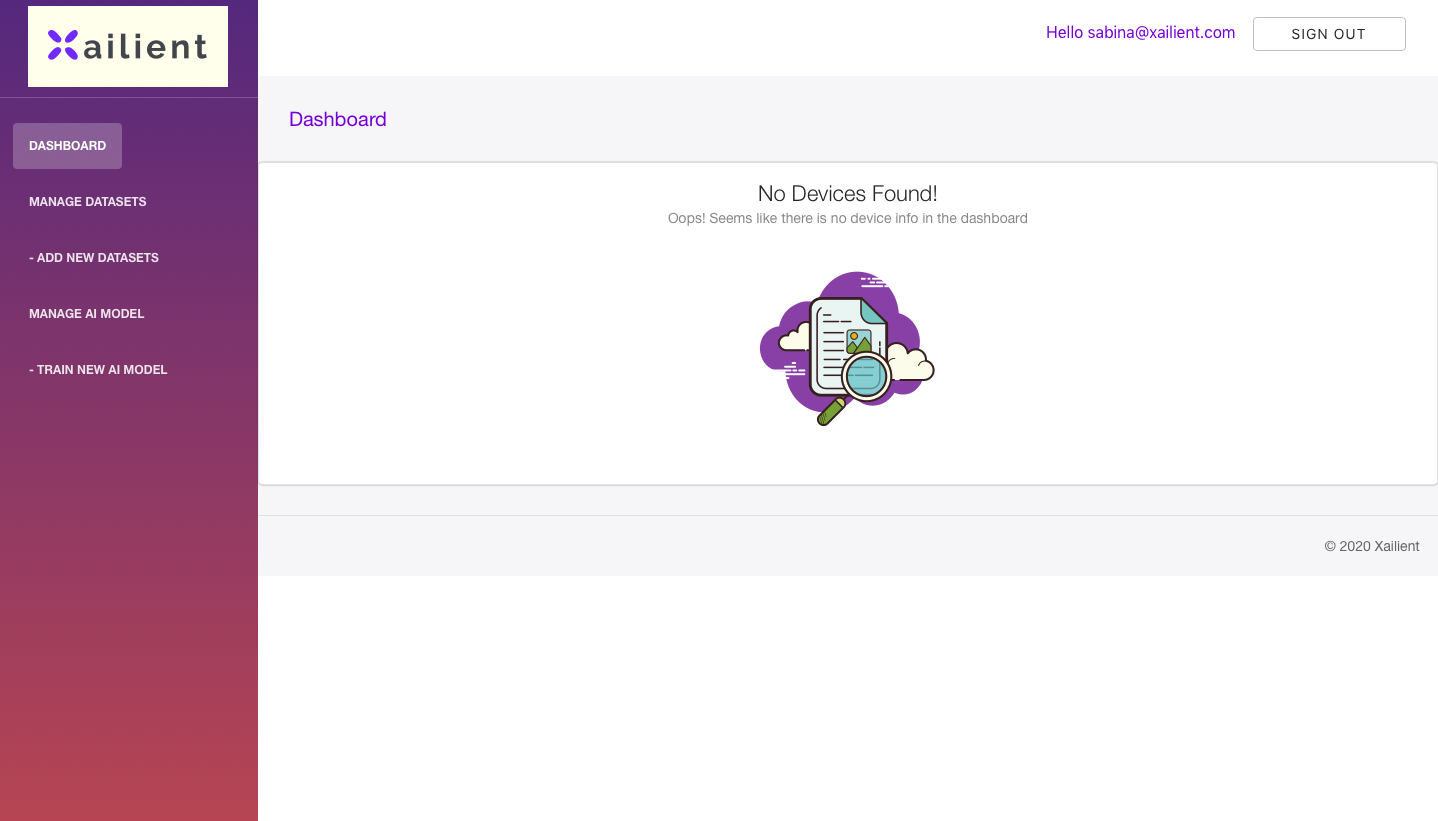 Xailient
Hello sabina@xailient.com
SIGN OUT
DASHBOARD
MANAGE DATASETS
- ADD NEW DATASETS
MANAGE AI MODEL
- TRAIN NEW AI MODEL
Dashboard
No Devices Found!
Oops! Seems like there is no device info in the dashboard
© 2020 Xailient